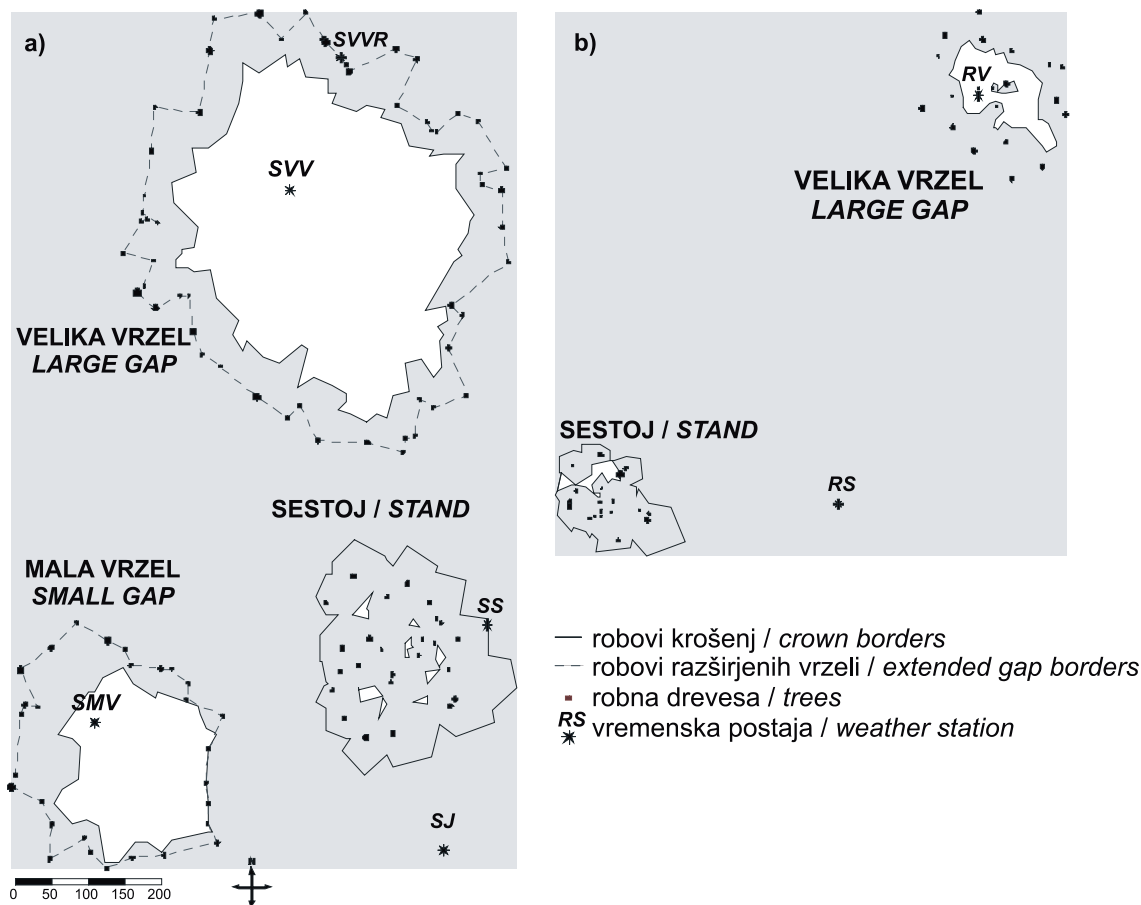 a)
SVVR
SVV
VELIKA VRZEL
LARGE GAP
SESTOJ / STAND
MALA VRZEL
SMALL GAP
SS
SMV
SJ
N
0 50 100 150 200
b)
RV
VELIKA VRZEL
LARGE GAP
SESTOJ / STAND
RS
robovi krošenj / crown borders
robovi razširjenih vrzeli / extended gap borders
robna drevesa / trees
RS vremenska postaja / weather station